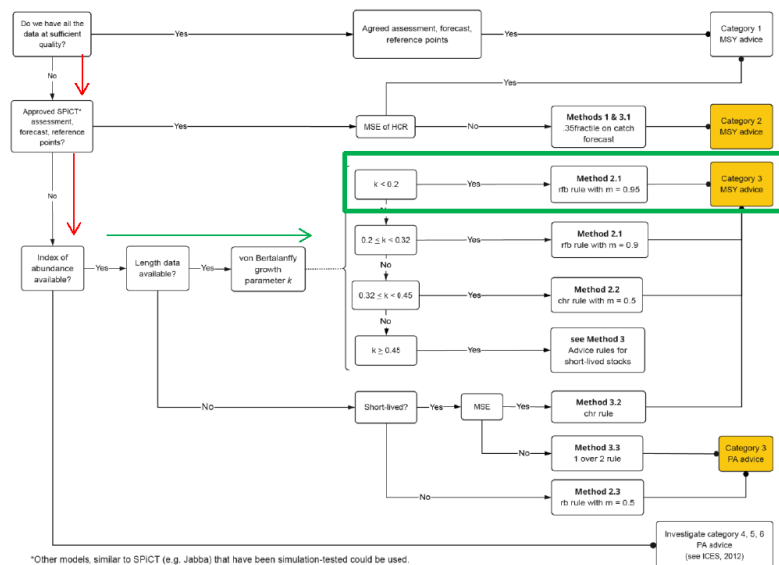 Do we have all the
data at sufficient
quality?
Yes
Agreed assessment, forecast,
reference points
Yes
Category 1
MSY advice
No
Yes
Approved SPiCT*
assessment,
forecast, reference
points?
Yes
MSE of HCR
No
Methods 1 & 3.1
.35fractile on catch
forecast
Category 2
MSY advice
No
k < 0.2
Yes
Method 2.1
rfb rule with m = 0.95
Category 3
MSY advice
No
Index of
abundance
available?
Yes
Length data
available?
Yes
von Bertalanffy
growth
parameter k
0.2 ≤ k < 0.32
Yes
Method 2.1
rfb rule with m = 0.9
No
0.32 ≤ k < 0.45
Yes
Method 2.2
chr rule with m = 0.5
No
k ≥ 0.45
Yes
see Method 3
Advice rules for
short-lived stocks
No
Short-lived?
Yes
MSE
Yes
Method 3.2
chr rule
No
Method 3.3
1 over 2 rule
Category 3
PA advice
No
Method 2.3
rb rule with m = 0.5
Investigate category 4, 5, 6
PA advice
(see ICES, 2012)
*Other models, similar to SPiCT (e.g. Jabba) that have been simulation-tested could be used.